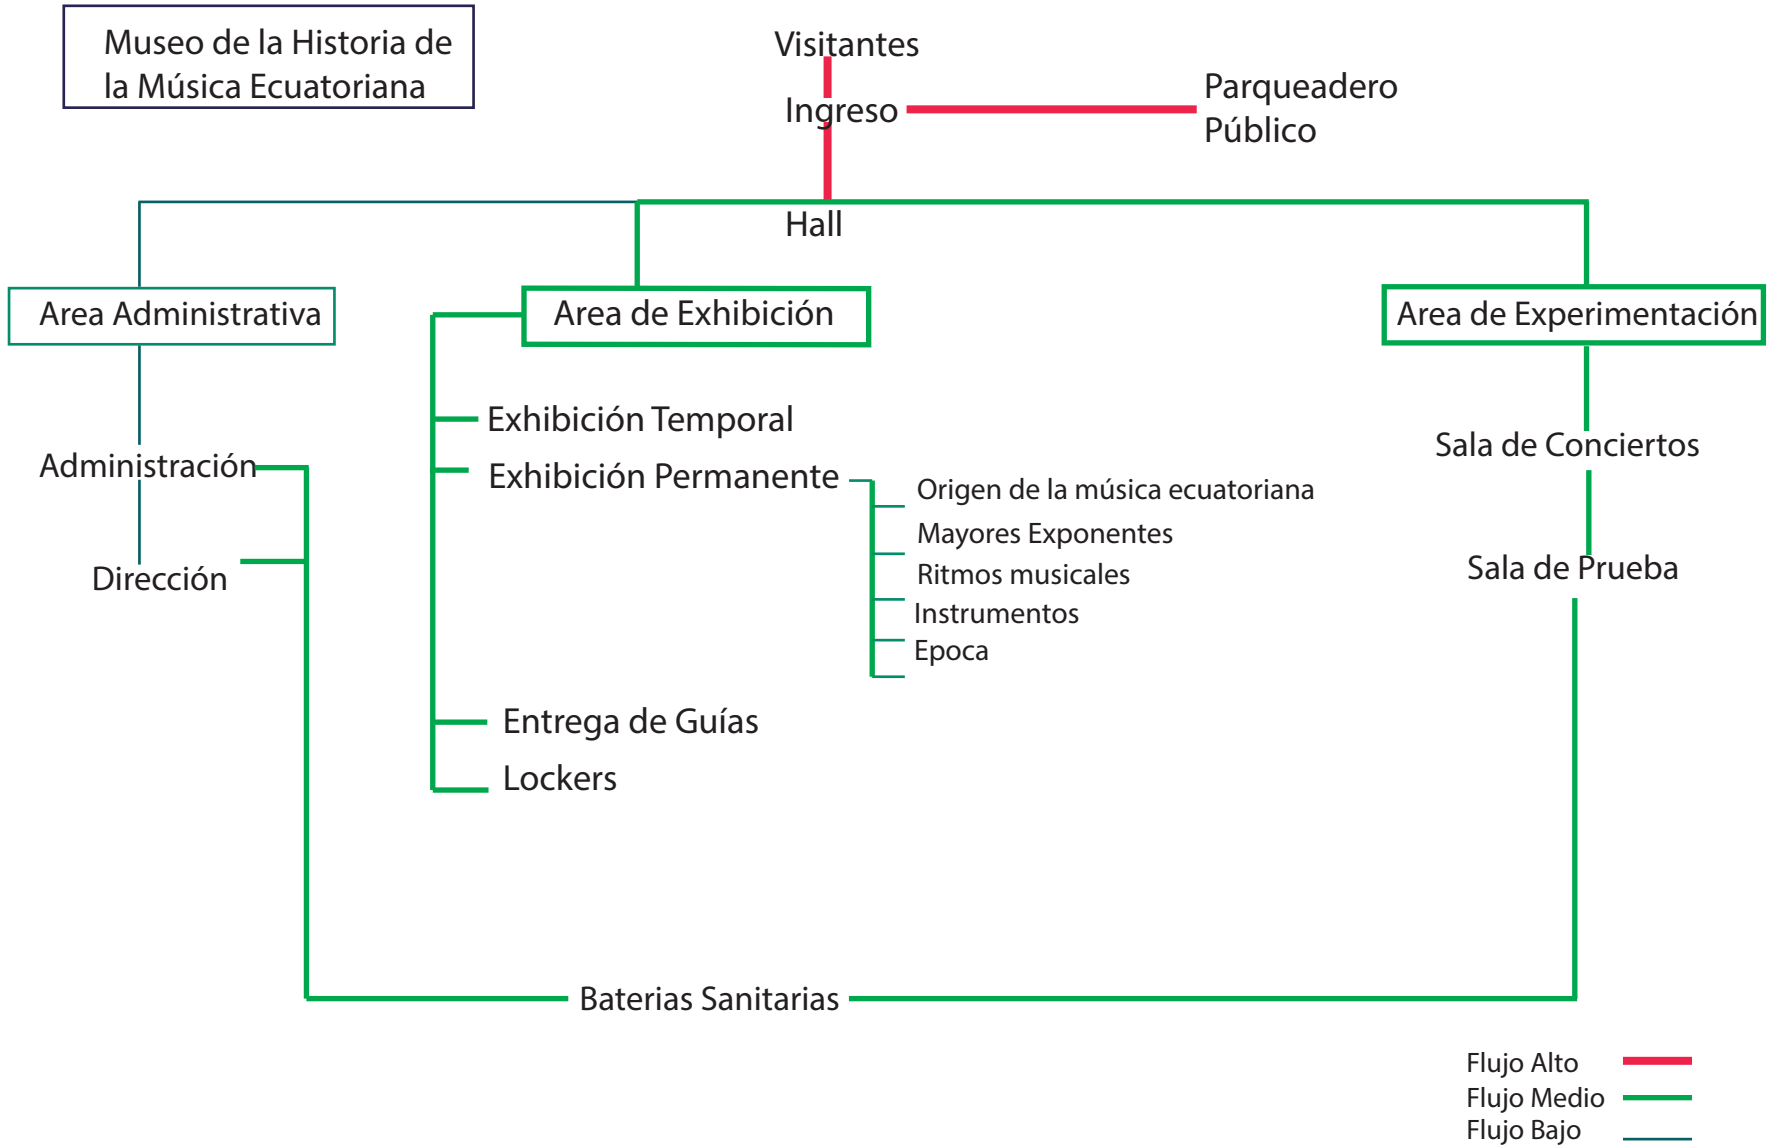 Museo de la Historia de
la Música Ecuatoriana
Visitantes
Ingreso
Parqueadero
Público
Hall
Area Administrativa
Area de Exhibición
Area de Experimentación
Exhibición Temporal
Exhibición Permanente
Origen de la música ecuatoriana
Mayores Exponentes
Ritmos musicales
Instrumentos
Epoca
Entrega de Guías
Lockers
Administración
Dirección
Sala de Conciertos
Sala de Prueba
Baterias Sanitarias
Flujo Alto
Flujo Medio
Flujo Bajo